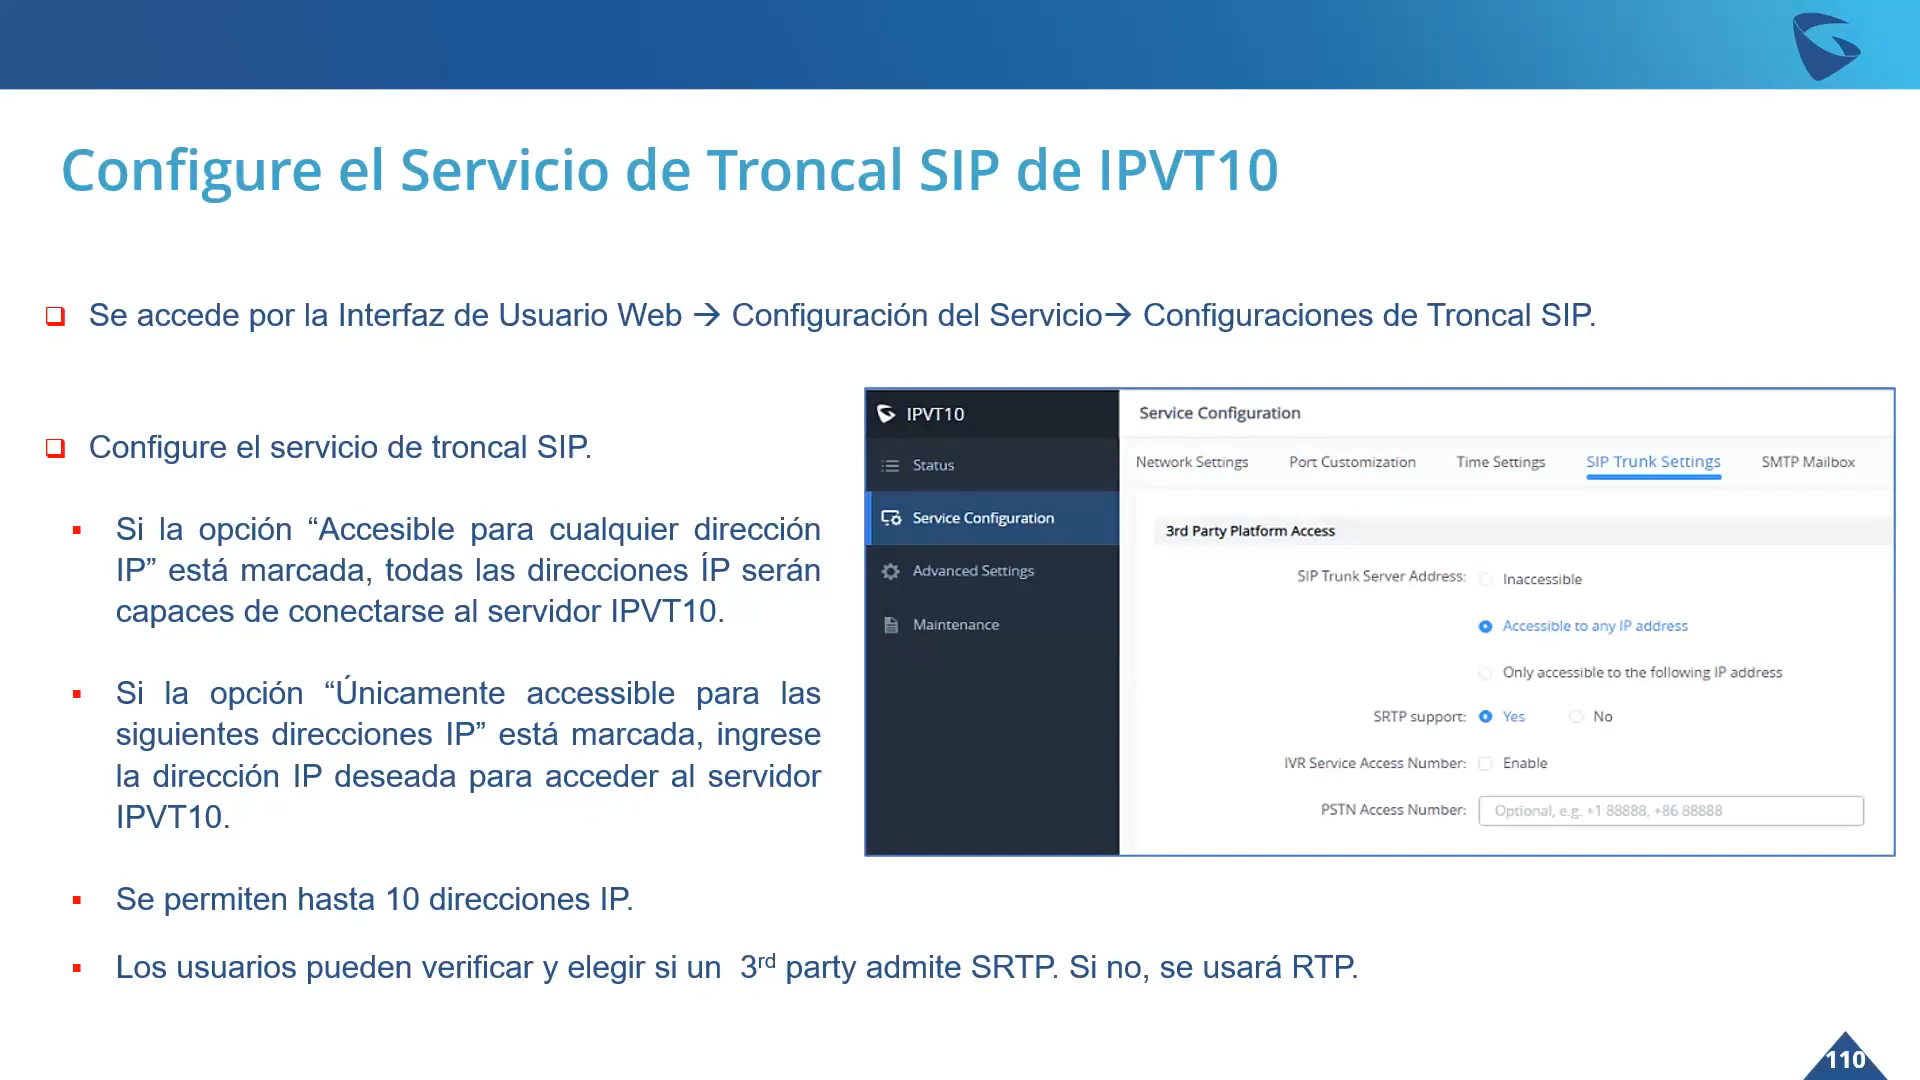 Configure el Servicio de Troncal SIP de IPVT10
Se accede por la Interfaz de Usuario Web → Configuración del Servicio→ Configuraciones de Troncal SIP.
Configure el servicio de troncal SIP.
Si la opción “Accesible para cualquier dirección
IP” está marcada, todas las direcciones ÍP serán
capaces de conectarse al servidor IPVT10.
Si la opción “Únicamente accessible para las
siguientes direcciones IP” está marcada, ingrese
la dirección IP deseada para acceder al servidor
IPVT10.
Se permiten hasta 10 direcciones IP.
Los usuarios pueden verificar y elegir si un 3rd party admite SRTP. Si no, se usará RTP.
IPVT10
Status
Service Configuration
Advanced Settings
Maintenance
Service Configuration
Network Settings Port Customization Time Settings SIP Trunk Settings SMTP Mailbox
3rd Party Platform Access
SIP Trunk Server Address: Inaccessible
Accessible to any IP address
Only accessible to the following IP address
SRTP support: Yes No
IVR Service Access Number: Enable
PSTN Access Number: Optional, e.g. +1 88888, +86 88888
110